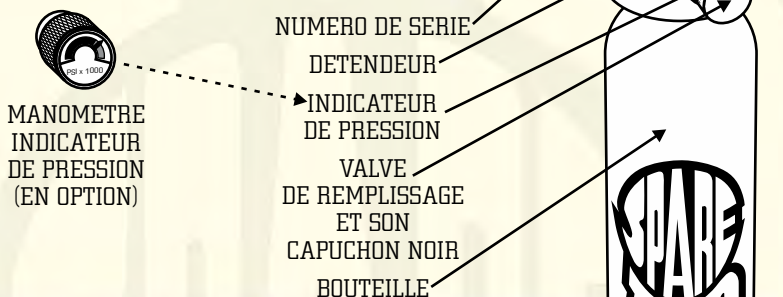 NUMERO DE SERIE
DETENDEUR
PSI x 1000
INDICATEUR
DE PRESSION
MANOMETRE
INDICATEUR
DE PRESSION
(EN OPTION)
VALVE
DE REMPLISSAGE
ET SON
CAPUCHON NOIR
BOUTEILLE
SPARE